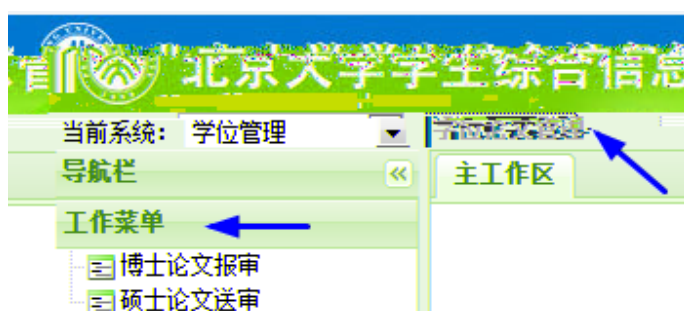 北京大学学生综合信息
当前系统: 学位管理
导航栏
主工作区
工作菜单
博士论文报审
硕士论文送审